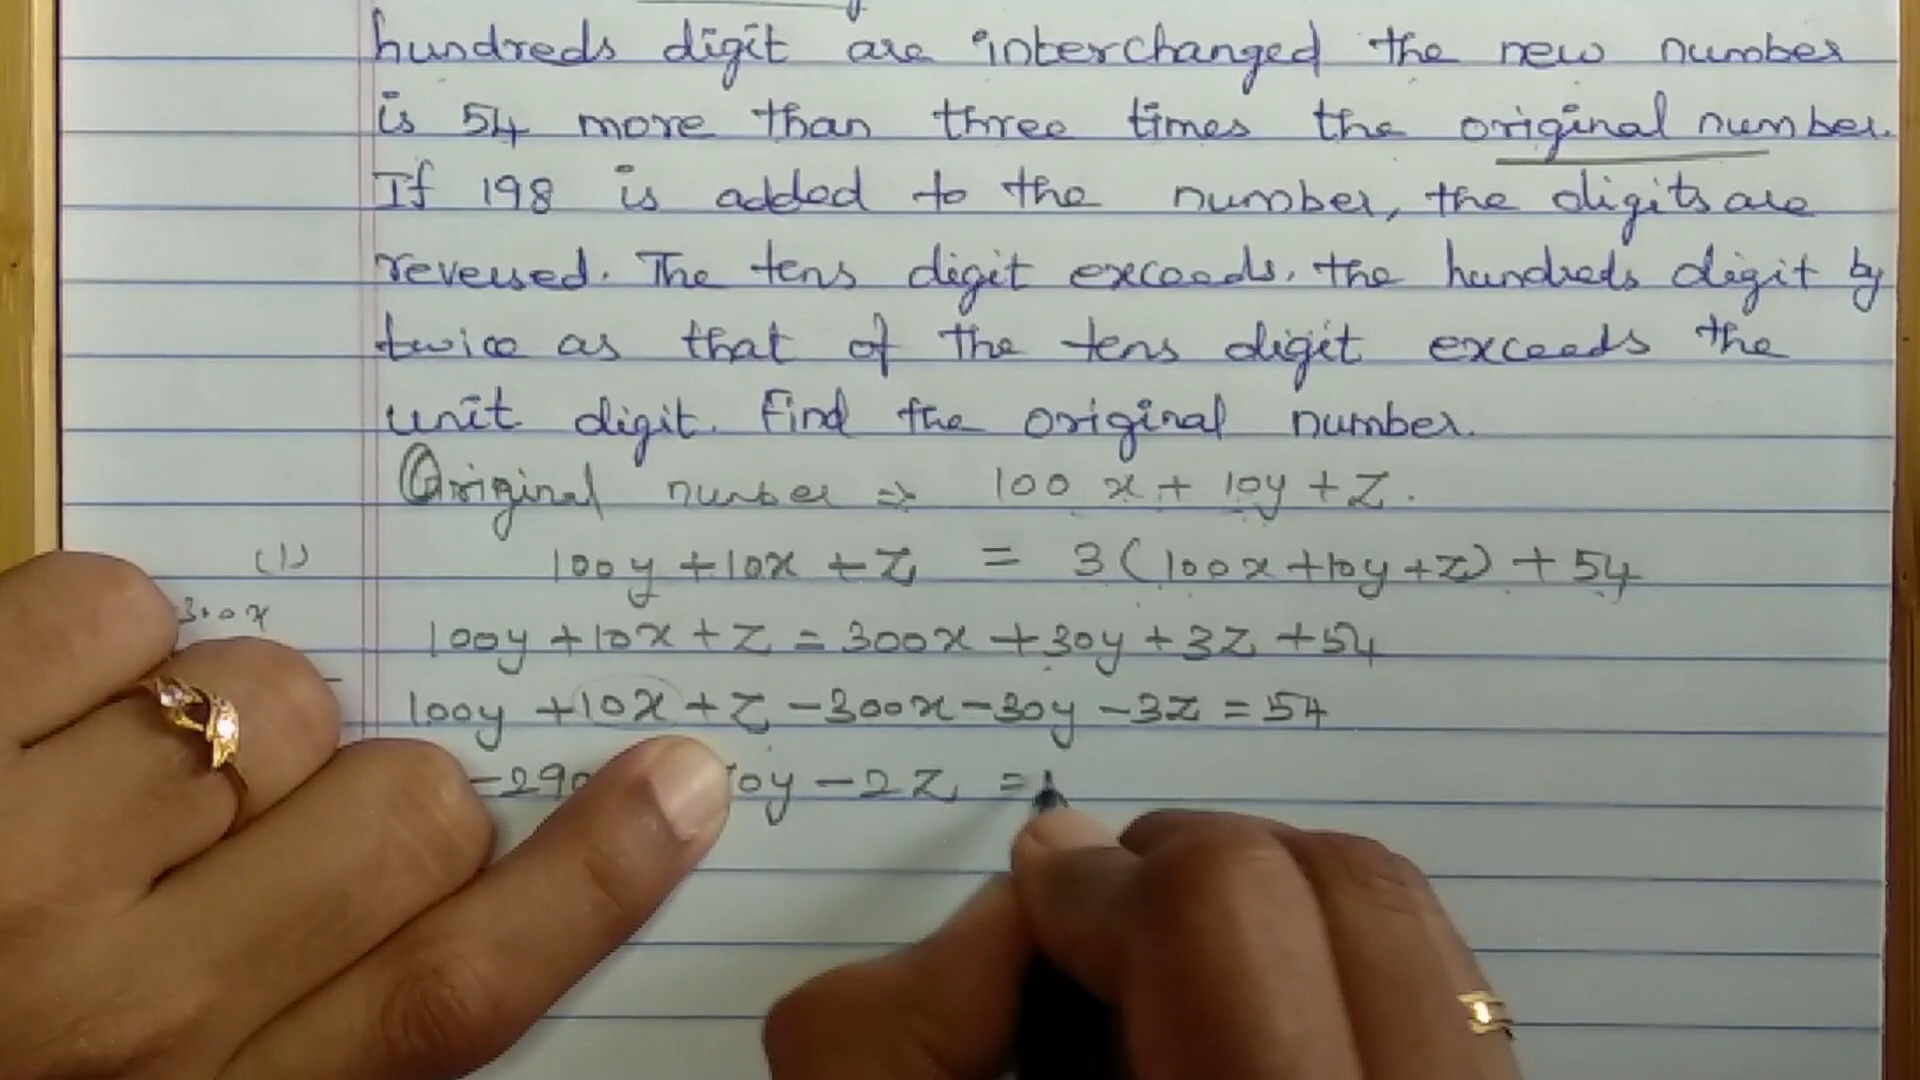 hundreds digit are interchanged the new number
is 54 more than three times the original number.
If 198 is added to the number, the digits are
reversed. The tens digit exceeds. the hundreds digit by
twice as that of the tens digit exceeds the
unit digit. Find the original number.
Original number => 100 x + 10y + z.
(1) 100y + 10x + z = 3(100x + 10y + z) + 54
300x
100y + 10x + z = 300x + 30y + 3z + 54
100y + 10x + z - 300x - 30y - 3z = 54
-290 0y - 2z =